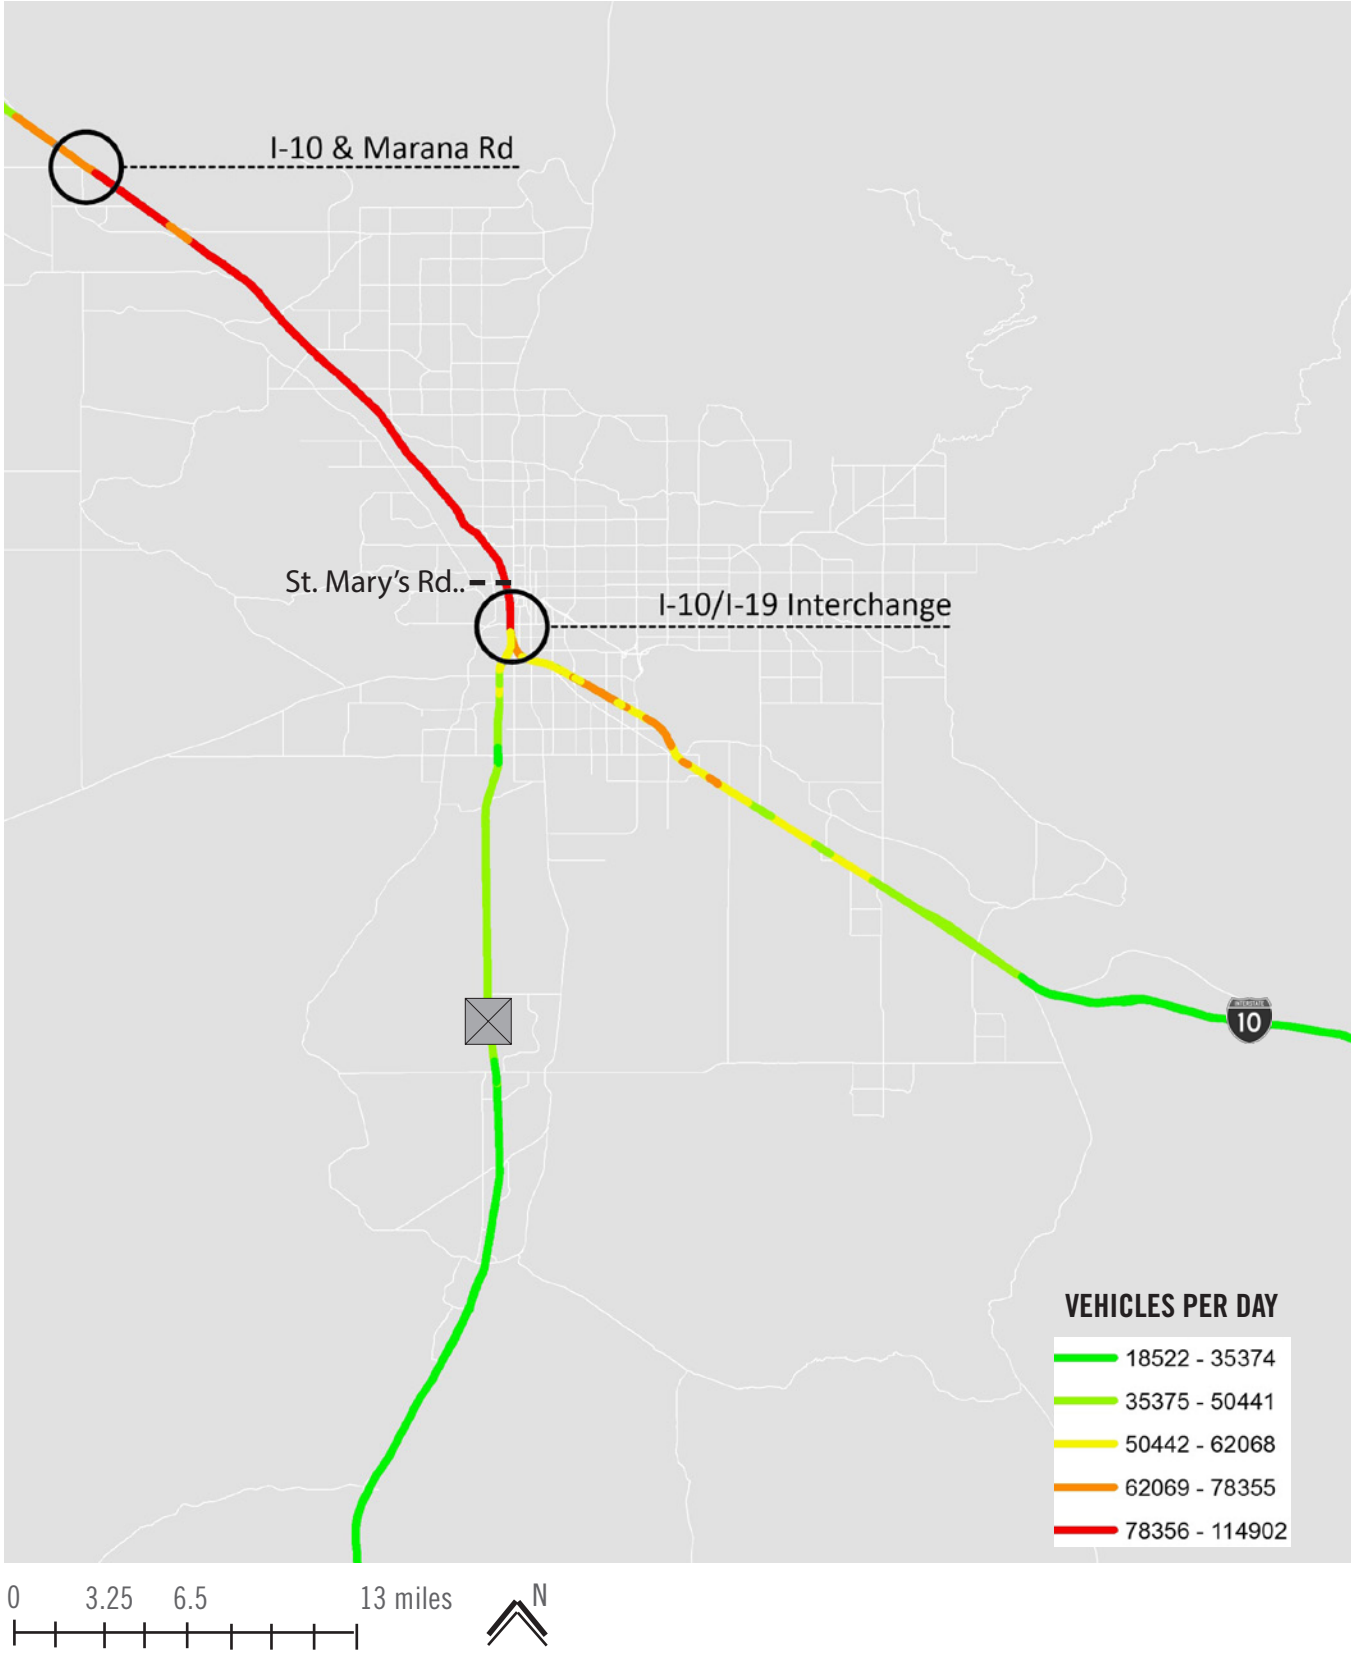 I-10 & Marana Rd
St. Mary's Rd..
I-10/I-19 Interchange
INTERSTATE
10
VEHICLES PER DAY
18522 - 35374
35375 - 50441
50442 - 62068
62069 - 78355
78356 - 114902
0 3.25 6.5 13 miles N